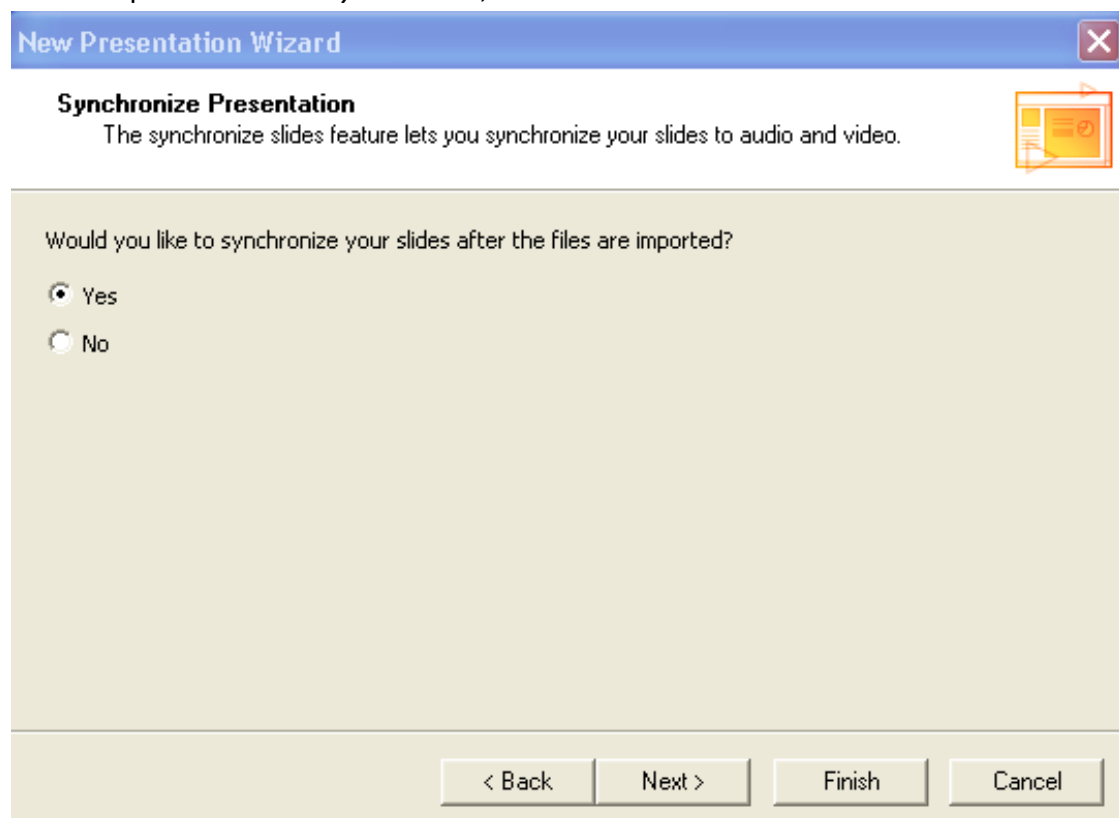 New Presentation Wizard
Synchronize Presentation
The synchronize slides feature lets you synchronize your slides to audio and video.
Would you like to synchronize your slides after the files are imported?
Yes
No
< Back Next > Finish Cancel